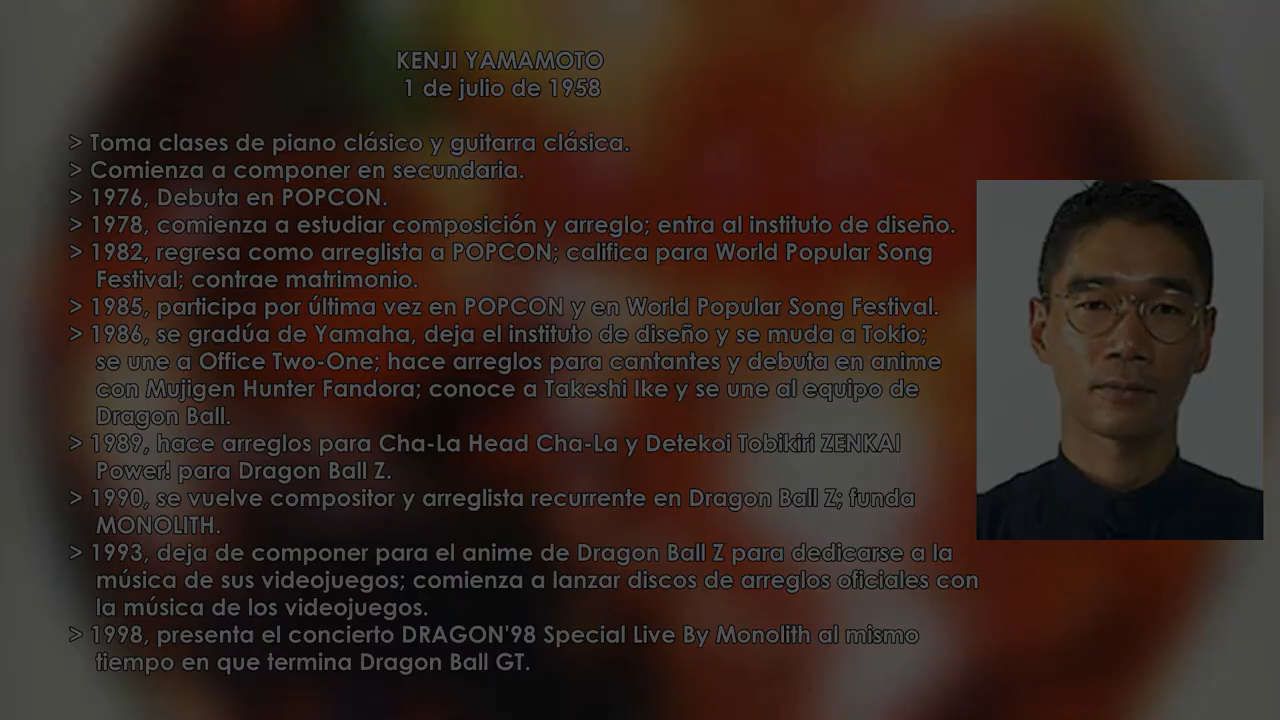 KENJI YAMAMOTO
1 de julio de 1958
> Toma clases de piano clásico y guitarra clásica.
> Comienza a componer en secundaria.
> 1976, Debuta en POPCON.
> 1978, comienza a estudiar composición y arreglo; entra al instituto de diseño.
> 1982, regresa como arreglista a POPCON; califica para World Popular Song
Festival; contrae matrimonio.
> 1985, participa por última vez en POPCON y en World Popular Song Festival.
> 1986, se gradúa de Yamaha, deja el instituto de diseño y se muda a Tokio;
se une a Office Two-One; hace arreglos para cantantes y debuta en anime
con Mujigen Hunter Fandora; conoce a Takeshi Ike y se une al equipo de
Dragon Ball.
> 1989, hace arreglos para Cha-La Head Cha-La y Detekoi Tobikiri ZENKAI
Power! para Dragon Ball Z.
> 1990, se vuelve compositor y arreglista recurrente en Dragon Ball Z; funda
MONOLITH.
> 1993, deja de componer para el anime de Dragon Ball Z para dedicarse a la
música de sus videojuegos; comienza a lanzar discos de arreglos oficiales con
la música de los videojuegos.
> 1998, presenta el concierto DRAGON'98 Special Live By Monolith al mismo
tiempo en que termina Dragon Ball GT.